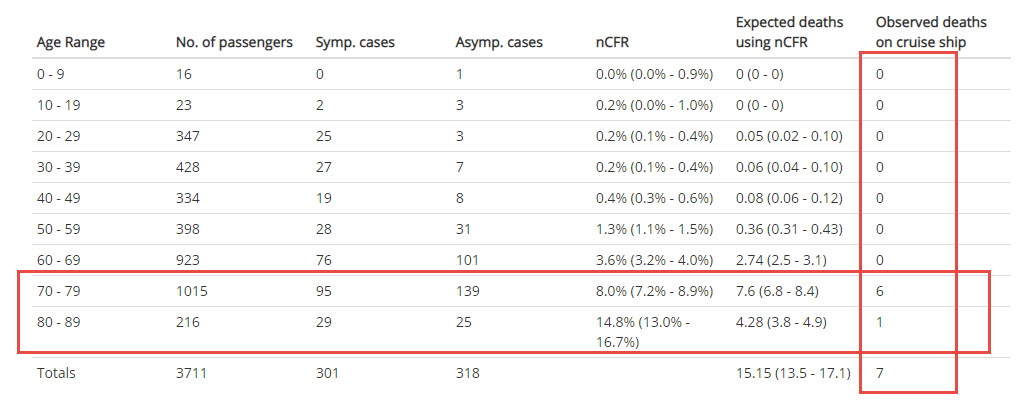 Age Range No. of passengers Symp. cases Asymp. cases nCFR Expected deaths using nCFR Observed deaths on cruise ship
0 - 9 16 0 1 0.0% (0.0% - 0.9%) 0 (0 - 0) 0
10 - 19 23 2 3 0.2% (0.0% - 1.0%) 0 (0 - 0) 0
20 - 29 347 25 3 0.2% (0.1% - 0.4%) 0.05 (0.02 - 0.10) 0
30 - 39 428 27 7 0.2% (0.1% - 0.4%) 0.06 (0.04 - 0.10) 0
40 - 49 334 19 8 0.4% (0.3% - 0.6%) 0.08 (0.06 - 0.12) 0
50 - 59 398 28 31 1.3% (1.1% - 1.5%) 0.36 (0.31 - 0.43) 0
60 - 69 923 76 101 3.6% (3.2% - 4.0%) 2.74 (2.5 - 3.1) 0
70 - 79 1015 95 139 8.0% (7.2% - 8.9%) 7.6 (6.8 - 8.4) 6
80 - 89 216 29 25 14.8% (13.0% - 16.7%) 4.28 (3.8 - 4.9) 1
Totals 3711 301 318 15.15 (13.5 - 17.1) 7